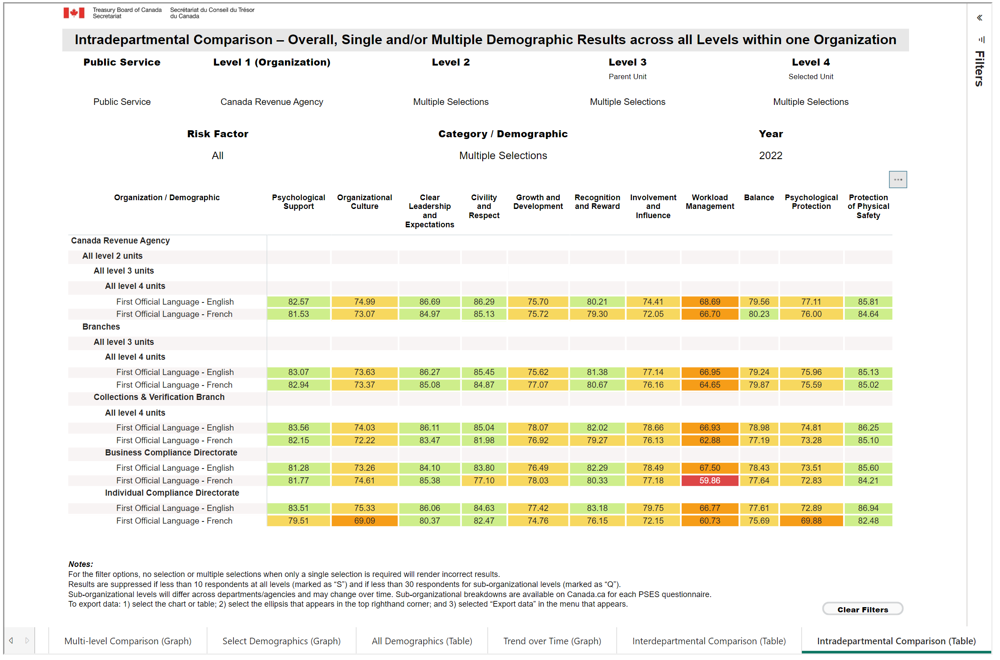 Treasury Board of Canada Secrétariat du Conseil du Trésor
Secretariat du Canada
Intradepartmental Comparison – Overall, Single and/or Multiple Demographic Results across all Levels within one Organization
Public Service Level 1 (Organization) Level 2 Level 3 Level 4
Parent Unit Selected Unit
Public Service Canada Revenue Agency Multiple Selections Multiple Selections Multiple Selections
Risk Factor Category / Demographic Year
All Multiple Selections 2022
Organization / Demographic Psychological Organizational Clear Civility Growth and Recognition Involvement Workload Balance Psychological Protection
Support Culture Leadership and Development and Reward and Management Protection of Physical
and Respect Influence Safety
Expectations
Canada Revenue Agency
All level 2 units
All level 3 units
All level 4 units
First Official Language - English 82.57 74.99 86.69 86.29 75.70 80.21 74.41 68.69 79.56 77.11 85.81
First Official Language - French 81.53 73.07 84.97 85.13 75.72 79.30 72.05 66.70 80.23 76.00 84.64
Branches
All level 3 units
All level 4 units
First Official Language - English 83.07 73.63 86.27 85.45 75.62 81.38 77.14 66.95 79.24 75.96 85.13
First Official Language - French 82.94 73.37 85.08 84.87 77.07 80.67 76.16 64.65 79.87 75.59 85.02
Collections & Verification Branch
All level 4 units
First Official Language - English 83.56 74.03 86.11 85.04 78.07 82.02 78.66 66.93 78.98 74.81 86.25
First Official Language - French 82.15 72.22 83.47 81.98 76.92 79.27 76.13 62.88 77.19 73.28 85.10
Business Compliance Directorate
First Official Language - English 81.28 73.26 84.10 83.80 76.49 82.29 78.49 67.50 78.43 73.51 85.60
First Official Language - French 81.77 74.61 85.38 77.10 78.03 80.33 77.18 59.86 77.64 72.83 84.21
Individual Compliance Directorate
First Official Language - English 83.51 75.33 86.06 84.63 77.42 83.18 79.75 66.77 77.61 72.89 86.94
First Official Language - French 79.51 69.09 80.37 82.47 74.76 76.15 72.15 60.73 75.69 69.88 82.48
Notes:
For the filter options, no selection or multiple selections when only a single selection is required will render incorrect results.
Results are suppressed if less than 10 respondents at all levels (marked as “S”) and if less than 30 respondents for sub-organizational levels (marked as “Q”).
Sub-organizational levels will differ across departments/agencies and may change over time. Sub-organizational breakdowns are available on Canada.ca for each PSES questionnaire.
To export data: 1) select the chart or table; 2) select the ellipsis that appears in the top righthand corner; and 3) selected “Export data” in the menu that appears.
Clear Filters
Multi-level Comparison (Graph) Select Demographics (Graph) All Demographics (Table) Trend over Time (Graph) Interdepartmental Comparison (Table) Intradepartmental Comparison (Table)
Filters